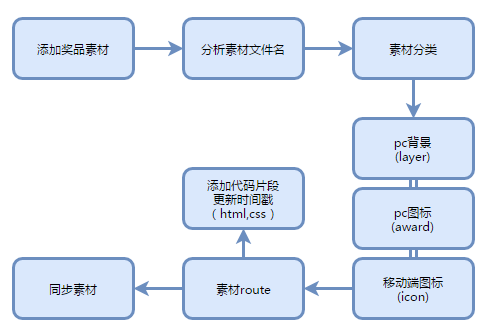 添加奖品素材
分析素材文件名
素材分类
pc背景
(layer)
pc图标
(award)
移动端图标
(icon)
素材route
添加代码片段
更新时间戳
（html,css）
同步素材